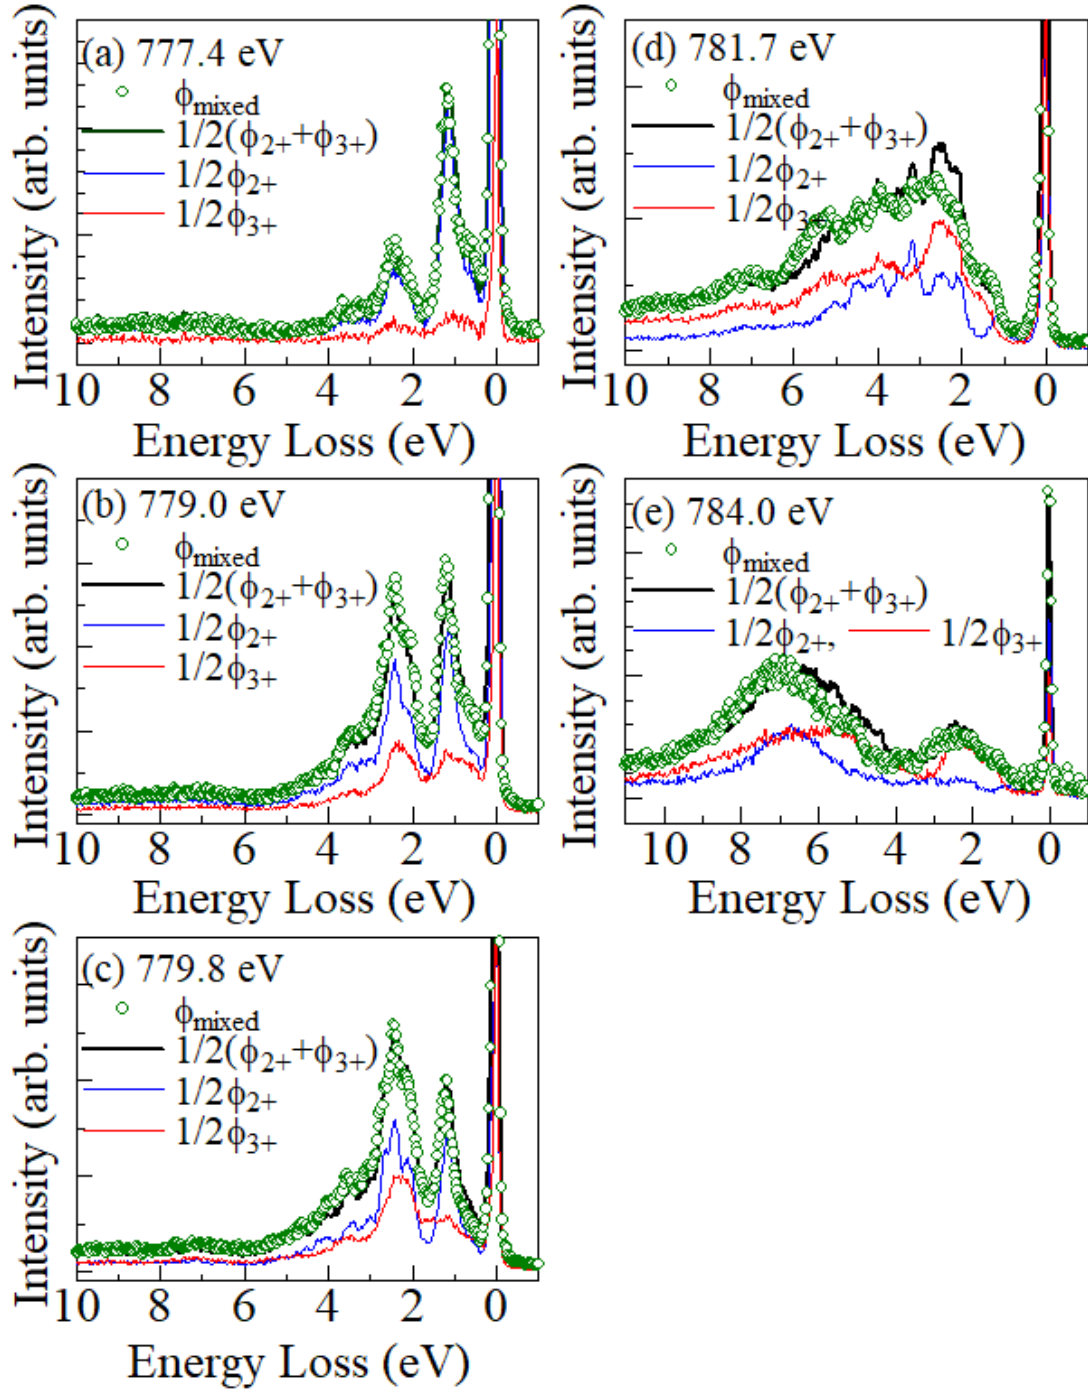 (a) 777.4 eV
ϕmixed
1/2(ϕ2++ϕ3+)
1/2ϕ2+
1/2ϕ3+
Intensity (arb. units)
10 8 6 4 2 0
Energy Loss (eV)
(b) 779.0 eV
ϕmixed
1/2(ϕ2++ϕ3+)
1/2ϕ2+
1/2ϕ3+
Intensity (arb. units)
10 8 6 4 2 0
Energy Loss (eV)
(c) 779.8 eV
ϕmixed
1/2(ϕ2++ϕ3+)
1/2ϕ2+
1/2ϕ3+
Intensity (arb. units)
10 8 6 4 2 0
Energy Loss (eV)
(d) 781.7 eV
ϕmixed
1/2(ϕ2++ϕ3+)
1/2ϕ2+
1/2ϕ3+
Intensity (arb. units)
10 8 6 4 2 0
Energy Loss (eV)
(e) 784.0 eV
ϕmixed
1/2(ϕ2++ϕ3+)
1/2ϕ2+, 1/2ϕ3+
Intensity (arb. units)
10 8 6 4 2 0
Energy Loss (eV)